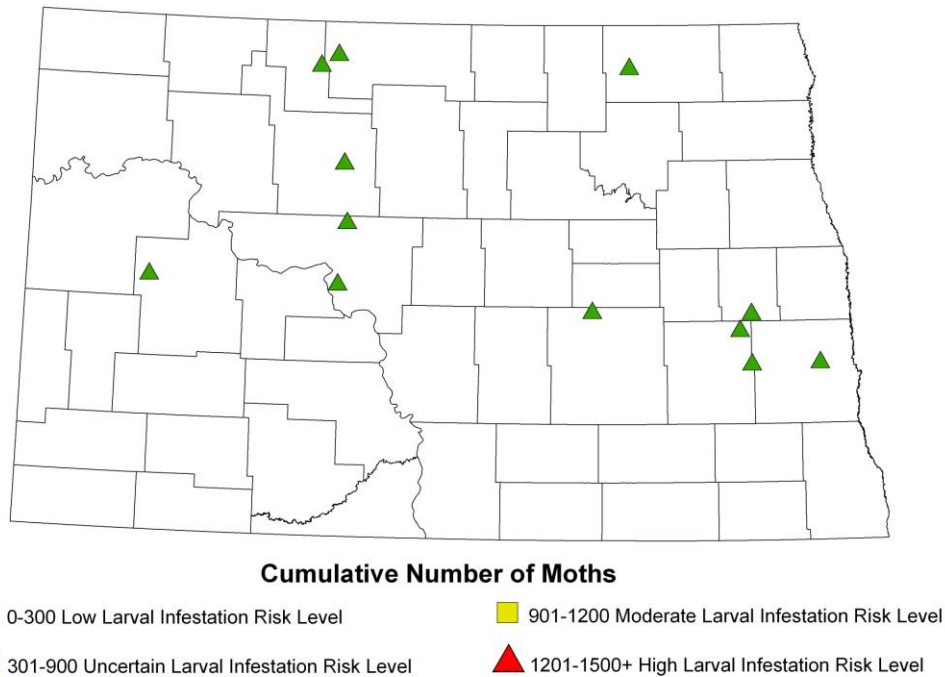 Cumulative Number of Moths
0-300 Low Larval Infestation Risk Level
901-1200 Moderate Larval Infestation Risk Level
301-900 Uncertain Larval Infestation Risk Level
1201-1500+ High Larval Infestation Risk Level